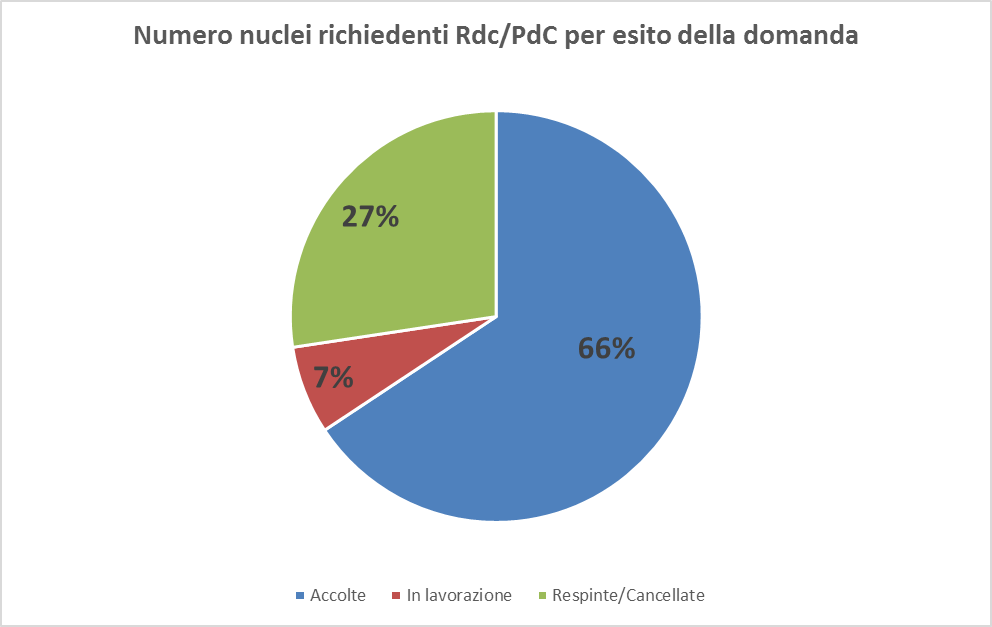 Numero nuclei richiedenti Rdc/PdC per esito della domanda
27%
66%
7%
Accolte In lavorazione Respinte/Cancellate